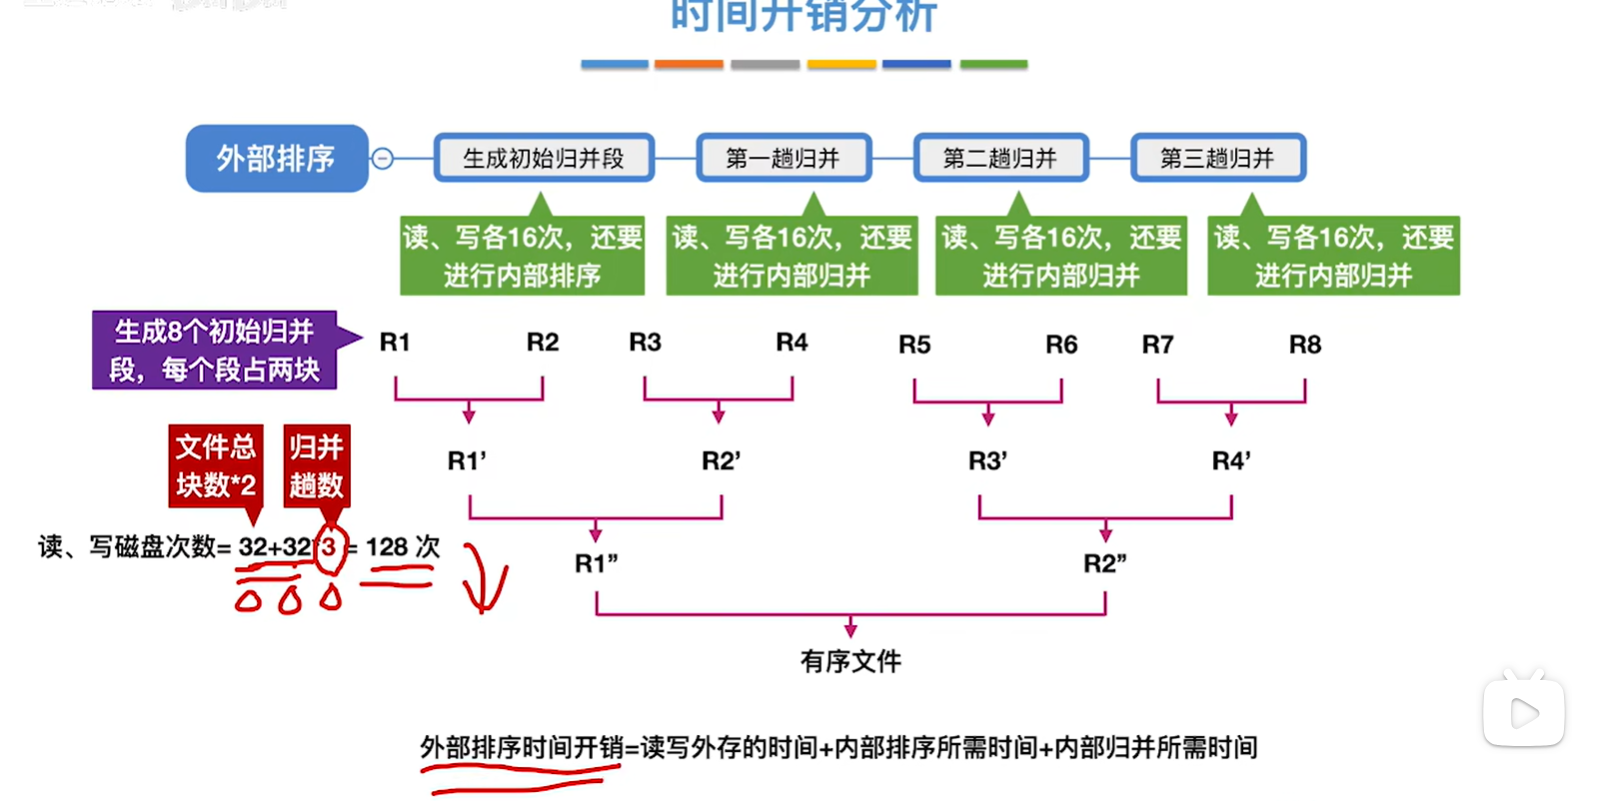 时间开销分析
外部排序
生成初始归并段
第一趟归并
第二趟归并
第三趟归并
读、写各16次，还要
进行内部排序
读、写各16次，还要
进行内部归并
读、写各16次，还要
进行内部归并
读、写各16次，还要
进行内部归并
生成8个初始归并
段，每个段占两块
R1 R2 R3 R4 R5 R6 R7 R8
文件总
块数*2
归并
趟数
R1’ R2’ R3’ R4’
读、写磁盘次数= 32+32*3 = 128 次
R1” R2”
有序文件
外部排序时间开销=读写外存的时间+内部排序所需时间+内部归并所需时间